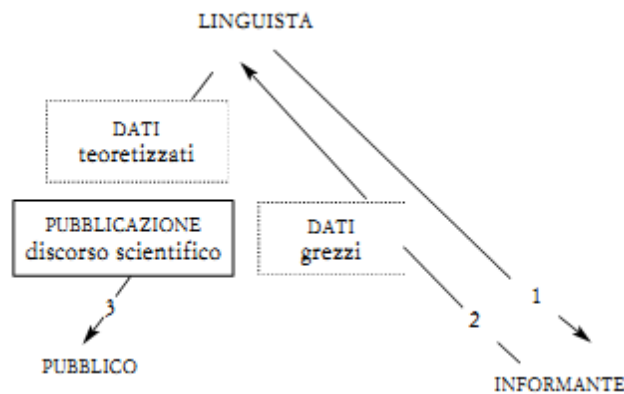 LINGUISTA
DATI
teoretizzati
PUBBLICAZIONE
discorso scientifico
DATI
grezzi
1
3
2
PUBBLICO
INFORMANTE